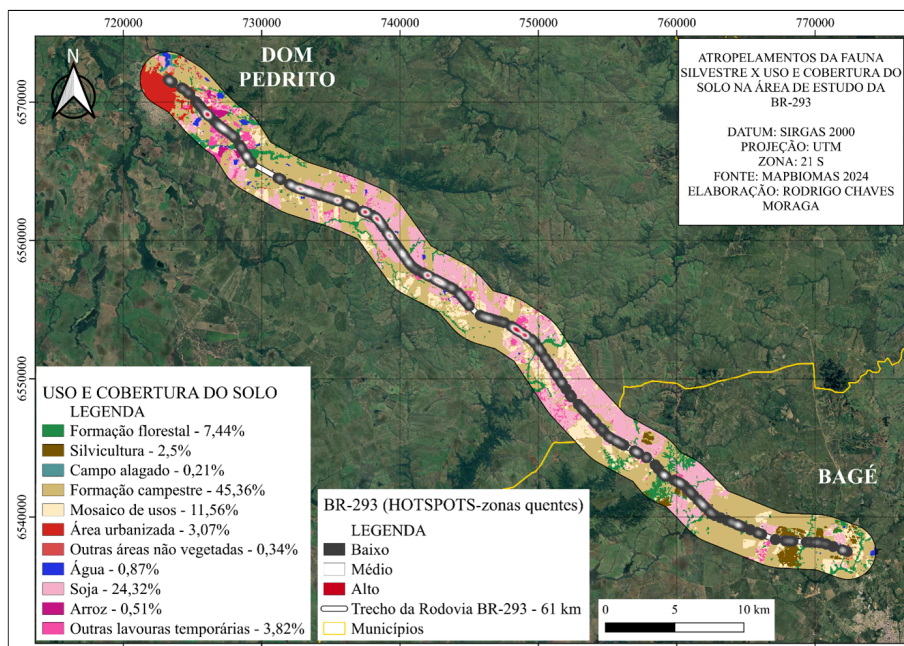 720000
730000
740000
750000
760000
770000
N
DOM
PEDRITO
ATROPELAMENTOS DA FAUNA
SILVESTRE X USO E COBERTURA DO
SOLO NA ÁREA DE ESTUDO DA
BR-293
DATUM: SIRGAS 2000
PROJEÇÃO: UTM
ZONA: 21 S
FONTE: MAPBIOMAS 2024
ELABORAÇÃO: RODRIGO CHAVES
MORAGA
6570000
6560000
6550000
6540000
BAGÉ
USO E COBERTURA DO SOLO
LEGENDA
Formação florestal - 7,44%
Silvicultura - 2,5%
Campo alagado - 0,21%
Formação campestre - 45,36%
Mosaico de usos - 11,56%
Área urbanizada - 3,07%
Outras áreas não vegetadas - 0,34%
Água - 0,87%
Soja - 24,32%
Arroz - 0,51%
Outras lavouras temporárias - 3,82%
BR-293 (HOTSPOTS-zonas quentes)
LEGENDA
Baixo
Médio
Alto
Trecho da Rodovia BR-293 - 61 km
Municípios
0 5 10 km